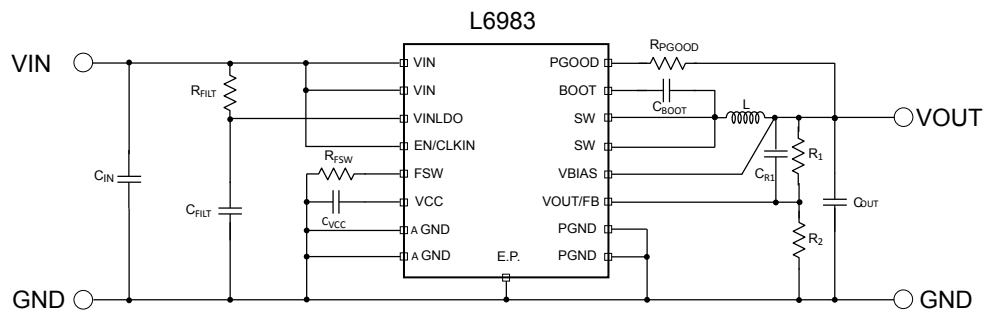 L6983
VIN
VIN
PGOOD
RPGOOD
RFILT
VIN
BOOT
CBOOT
L
VINLDO
SW
VOUT
EN/CLKIN
SW
CIN
RFSW
FSW
VBIAS
CR1
R1
CFILT
CVCC
VCC
VOUT/FB
COUT
A GND
PGND
R2
A GND
E.P.
PGND
GND
GND